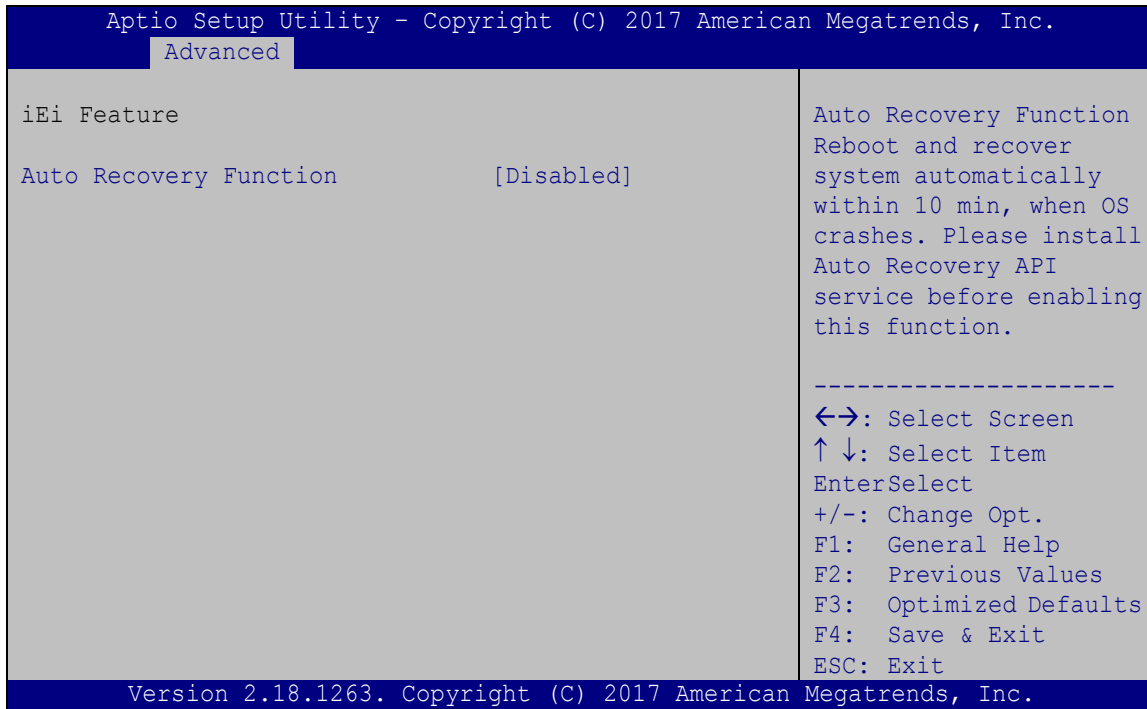 Aptio Setup Utility – Copyright (C) 2017 American Megatrends, Inc.
Advanced
iEi Feature
Auto Recovery Function [Disabled]
Auto Recovery Function
Reboot and recover
system automatically
within 10 min, when OS
crashes. Please install
Auto Recovery API
service before enabling
this function.
---------------------
←→: Select Screen
↑ ↓: Select Item
EnterSelect
+/-: Change Opt.
F1: General Help
F2: Previous Values
F3: Optimized Defaults
F4: Save & Exit
ESC: Exit
Version 2.18.1263. Copyright (C) 2017 American Megatrends, Inc.